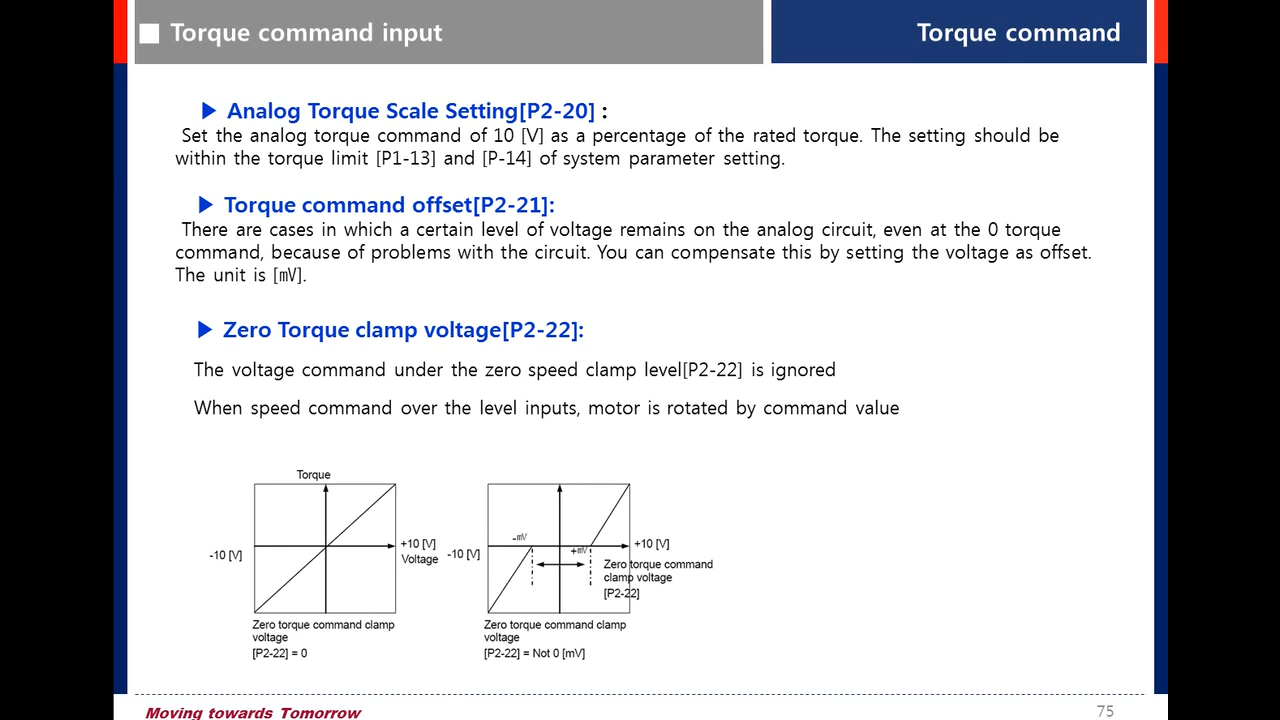 Torque command input
Torque command
Analog Torque Scale Setting[P2-20] :
Set the analog torque command of 10 [V] as a percentage of the rated torque. The setting should be
within the torque limit [P1-13] and [P-14] of system parameter setting.
Torque command offset[P2-21]:
There are cases in which a certain level of voltage remains on the analog circuit, even at the 0 torque
command, because of problems with the circuit. You can compensate this by setting the voltage as offset.
The unit is [㎷].
Zero Torque clamp voltage[P2-22]:
The voltage command under the zero speed clamp level[P2-22] is ignored
When speed command over the level inputs, motor is rotated by command value
Torque
-10 [V]
+10 [V]
Voltage
Zero torque command clamp
voltage
[P2-22] = 0
-㎷
+㎷
-10 [V]
+10 [V]
Zero torque command
clamp voltage
[P2-22]
Zero torque command clamp
voltage
[P2-22] = Not 0 [mV]
Moving towards Tomorrow
75